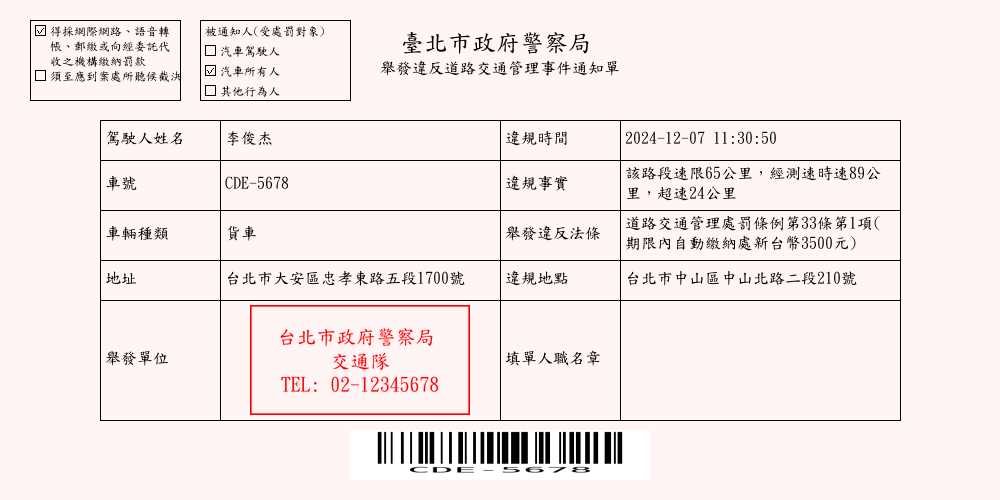 得採網際網路、語音轉
帳、郵繳或向經委託代
收之機構繳納罰款
須至應到案處所聽候裁決
被通知人(受處罰對象)
汽車駕駛人
汽車所有人
其他行為人
臺北市政府警察局
舉發違反道路交通管理事件通知單
駕駛人姓名
李俊杰
違規時間
2024-12-07 11:30:50
車號
CDE-5678
違規事實
該路段速限65公里，經測速時速89公
里，超速24公里
車輛種類
貨車
舉發違反法條
道路交通管理處罰條例第33條第1項(
期限內自動繳納處新台幣3500元)
地址
台北市大安區忠孝東路五段1700號
違規地點
台北市中山區中山北路二段210號
舉發單位
台北市政府警察局
交通隊
TEL: 02-12345678
填單人職名章
CDE-5678